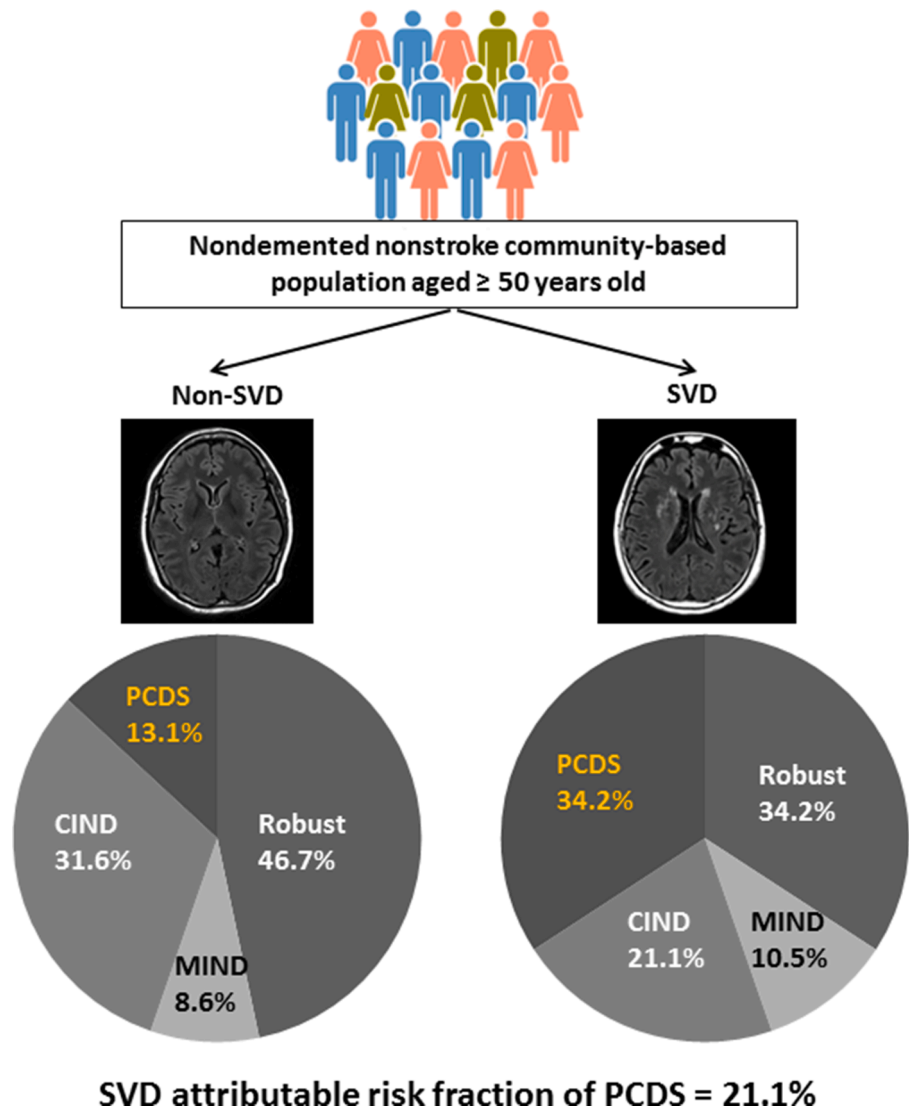 Nondemented nonstroke community-based
population aged ≥ 50 years old
Non-SVD
SVD
PCDS
13.1%
CIND
31.6%
Robust
46.7%
MIND
8.6%
PCDS
34.2%
Robust
34.2%
CIND
21.1%
MIND
10.5%
SVD attributable risk fraction of PCDS = 21.1%